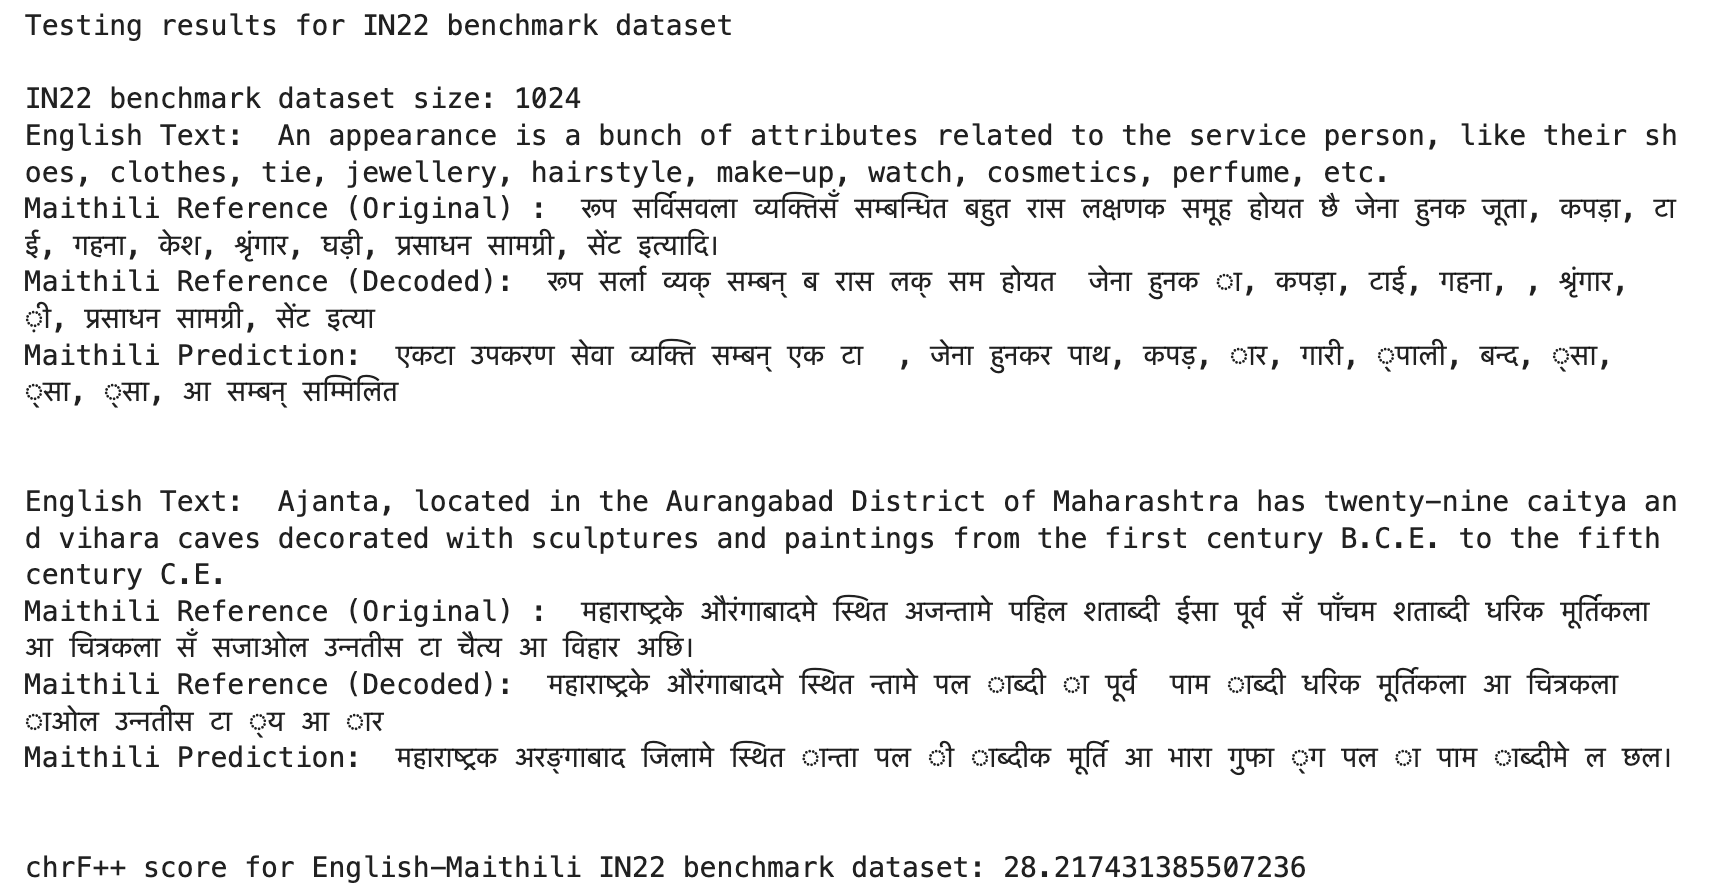 Testing results for IN22 benchmark dataset
IN22 benchmark dataset size: 1024
English Text:  An appearance is a bunch of attributes related to the service person, like their sh
oes, clothes, tie, jewellery, hairstyle, make-up, watch, cosmetics, perfume, etc.
Maithili Reference (Original) :  रूप सर्विसवला व्यक्तिसँ सम्बन्धित बहुत रास लक्षणक समूह होयत छै जेना हुनक जूता, कपड़ा, टा
ई, गहना, केश, श्रृंगार, घड़ी, प्रसाधन सामग्री, सेंट इत्यादि।
Maithili Reference (Decoded):  रूप सर्ला व्यक् सम्बन् ब रास लक् सम होयत  जेना हुनक ा, कपड़ा, टाई, गहना, , श्रृंगार,
़ी, प्रसाधन सामग्री, सेंट इत्या
Maithili Prediction:  एकटा उपकरण सेवा व्यक्ति सम्बन् एक टा  , जेना हुनकर पाथ, कपड़, ार, गारी, ्पाली, बन्द, ्सा,
्सा, ्सा, आ सम्बन् सम्मिलित
English Text:  Ajanta, located in the Aurangabad District of Maharashtra has twenty-nine caitya an
d vihara caves decorated with sculptures and paintings from the first century B.C.E. to the fifth
century C.E.
Maithili Reference (Original) :  महाराष्ट्रके औरंगाबादमे स्थित अजन्तामे पहिल शताब्दी ईसा पूर्व सँ पाँचम शताब्दी धरिक मूर्तिकला
आ चित्रकला सँ सजाओल उन्नतीस टा चैत्य आ विहार अछि।
Maithili Reference (Decoded):  महाराष्ट्रके औरंगाबादमे स्थित न्तामे पल ाब्दी ा पूर्व  पाम ाब्दी धरिक मूर्तिकला आ चित्रकला
ाओल उन्नतीस टा ्य आ ार
Maithili Prediction:  महाराष्ट्रक अरङ्गाबाद जिलामे स्थित ान्ता पल ी ाब्दीक मूर्ति आ भारा गुफा ्ग पल ा पाम ाब्दीमे ल छल।
chrF++ score for English-Maithili IN22 benchmark dataset: 28.217431385507236